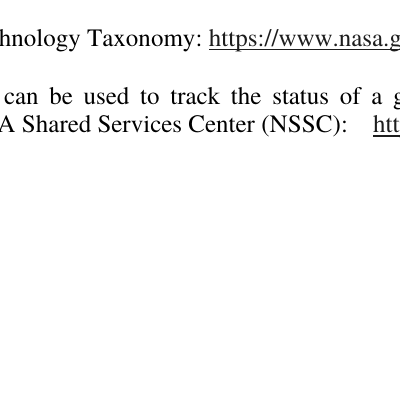 hnology Taxonomy: https://www.nasa.g
can be used to track the status of a g
A Shared Services Center (NSSC): htt